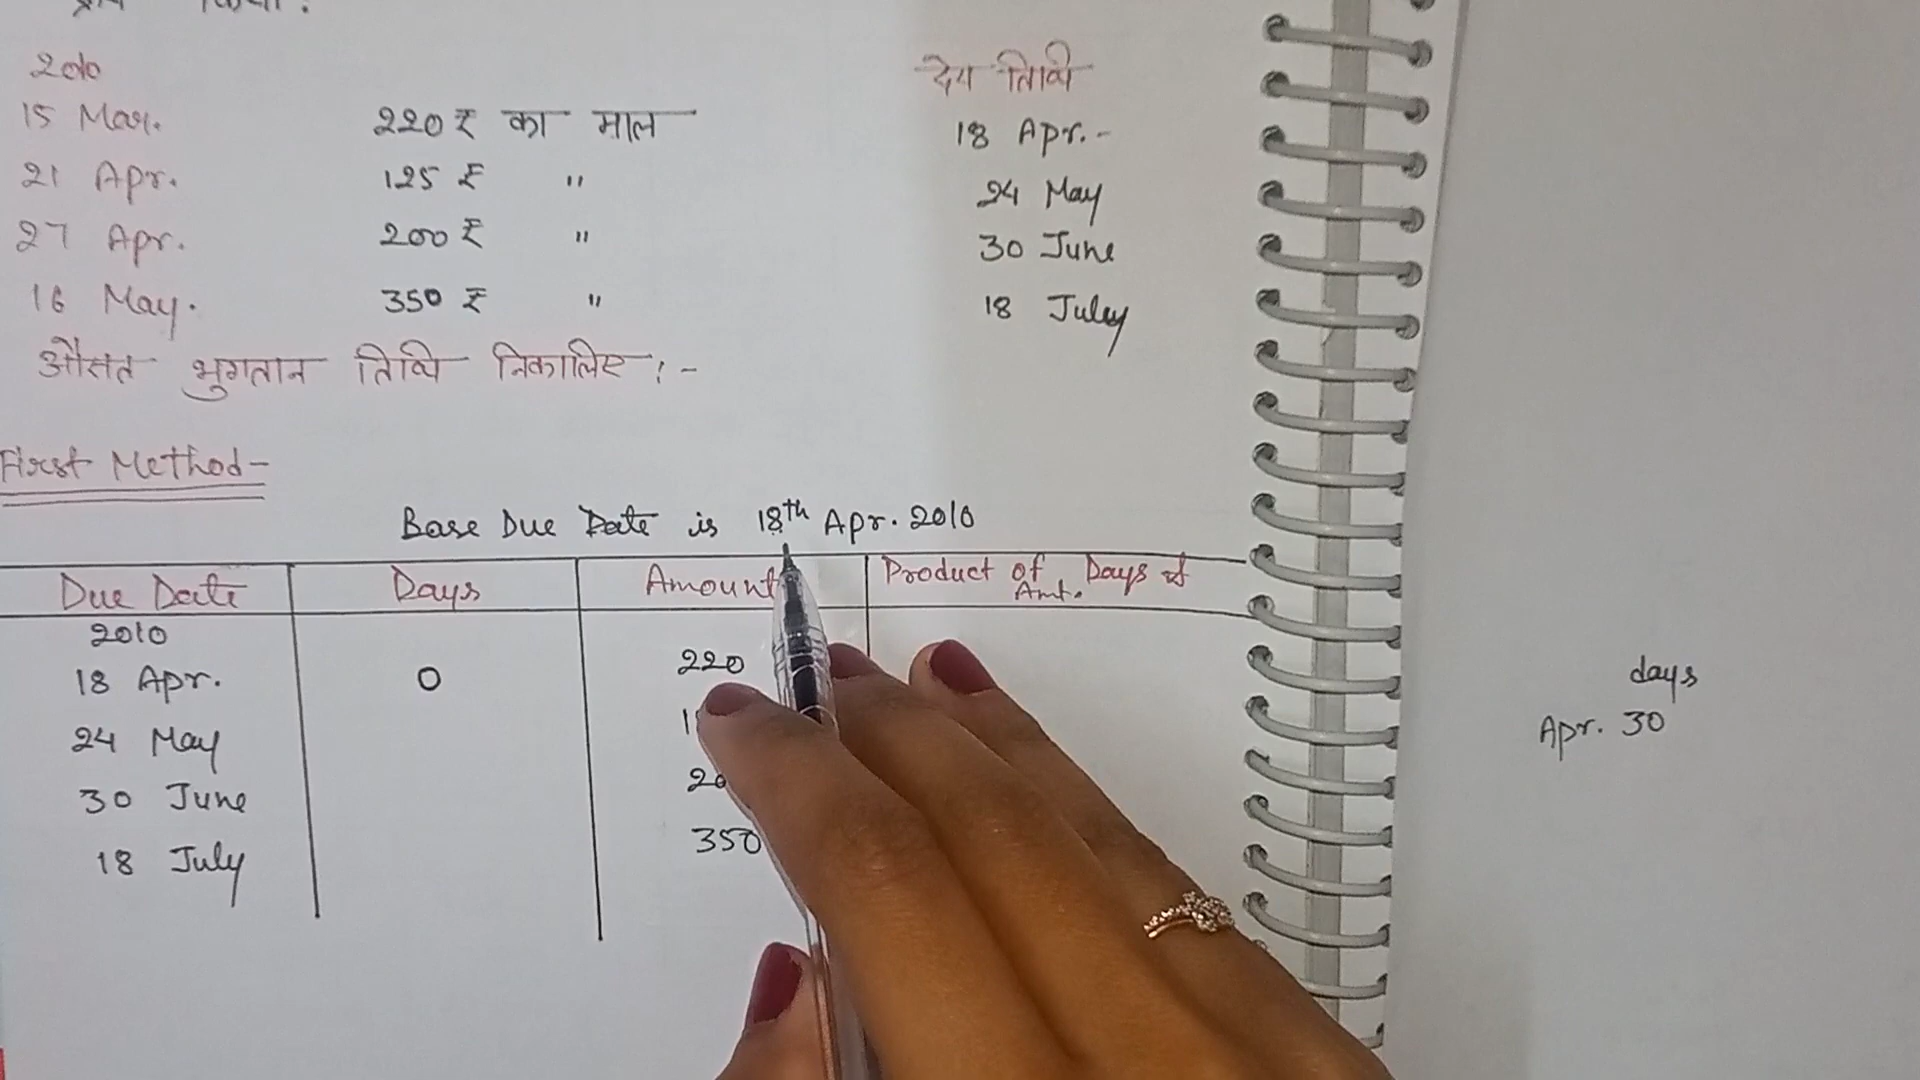 2010 देय तिथि
15 Mar. 220 ₹ का माल 18 Apr.-
21 Apr. 125 ₹ " 24 May
27 Apr. 200 ₹ " 30 June
16 May. 350 ₹ " 18 Juley
औसत भुगतान तिथि निकालिए :-
First Method-
Base Due Date is 18th Apr. 2010
Due Date Days Amount Product of Days &
Amt.
2010
18 Apr. 0 220
24 May
30 June
18 July 350
days
Apr. 30